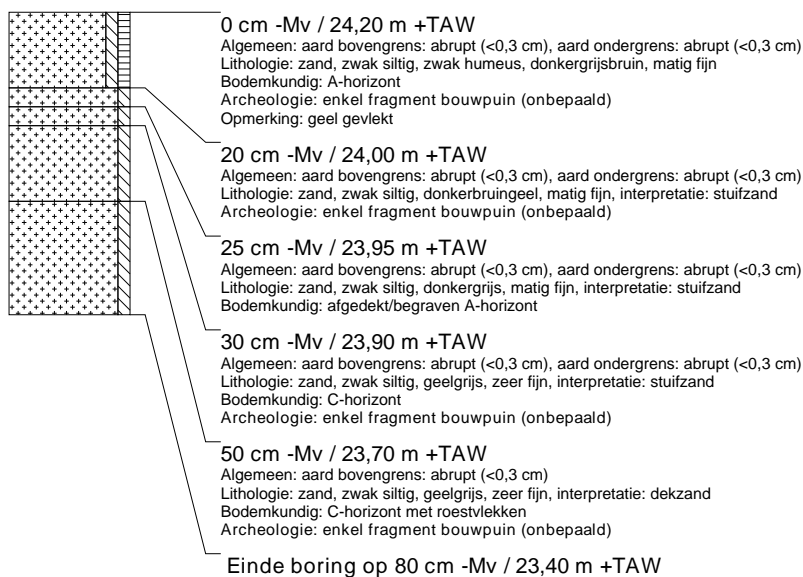 0 cm -Mv / 24,20 m +TAW
Algemeen: aard bovengrens: abrupt (<0,3 cm), aard ondergrens: abrupt (<0,3 cm)
Lithologie: zand, zwak siltig, zwak humeus, donkergrijsbruin, matig fijn
Bodemkundig: A-horizont
Archeologie: enkel fragment bouwpuin (onbepaald)
Opmerking: geel gevlekt
20 cm -Mv / 24,00 m +TAW
Algemeen: aard bovengrens: abrupt (<0,3 cm), aard ondergrens: abrupt (<0,3 cm)
Lithologie: zand, zwak siltig, donkerbruingeel, matig fijn, interpretatie: stuifzand
Archeologie: enkel fragment bouwpuin (onbepaald)
25 cm -Mv / 23,95 m +TAW
Algemeen: aard bovengrens: abrupt (<0,3 cm), aard ondergrens: abrupt (<0,3 cm)
Lithologie: zand, zwak siltig, donkergrijs, matig fijn, interpretatie: stuifzand
Bodemkundig: afgedekt/begraven A-horizont
30 cm -Mv / 23,90 m +TAW
Algemeen: aard bovengrens: abrupt (<0,3 cm), aard ondergrens: abrupt (<0,3 cm)
Lithologie: zand, zwak siltig, geelgrijs, zeer fijn, interpretatie: stuifzand
Bodemkundig: C-horizont
Archeologie: enkel fragment bouwpuin (onbepaald)
50 cm -Mv / 23,70 m +TAW
Algemeen: aard bovengrens: abrupt (<0,3 cm)
Lithologie: zand, zwak siltig, geelgrijs, zeer fijn, interpretatie: dekzand
Bodemkundig: C-horizont met roestvlekken
Archeologie: enkel fragment bouwpuin (onbepaald)
Einde boring op 80 cm -Mv / 23,40 m +TAW